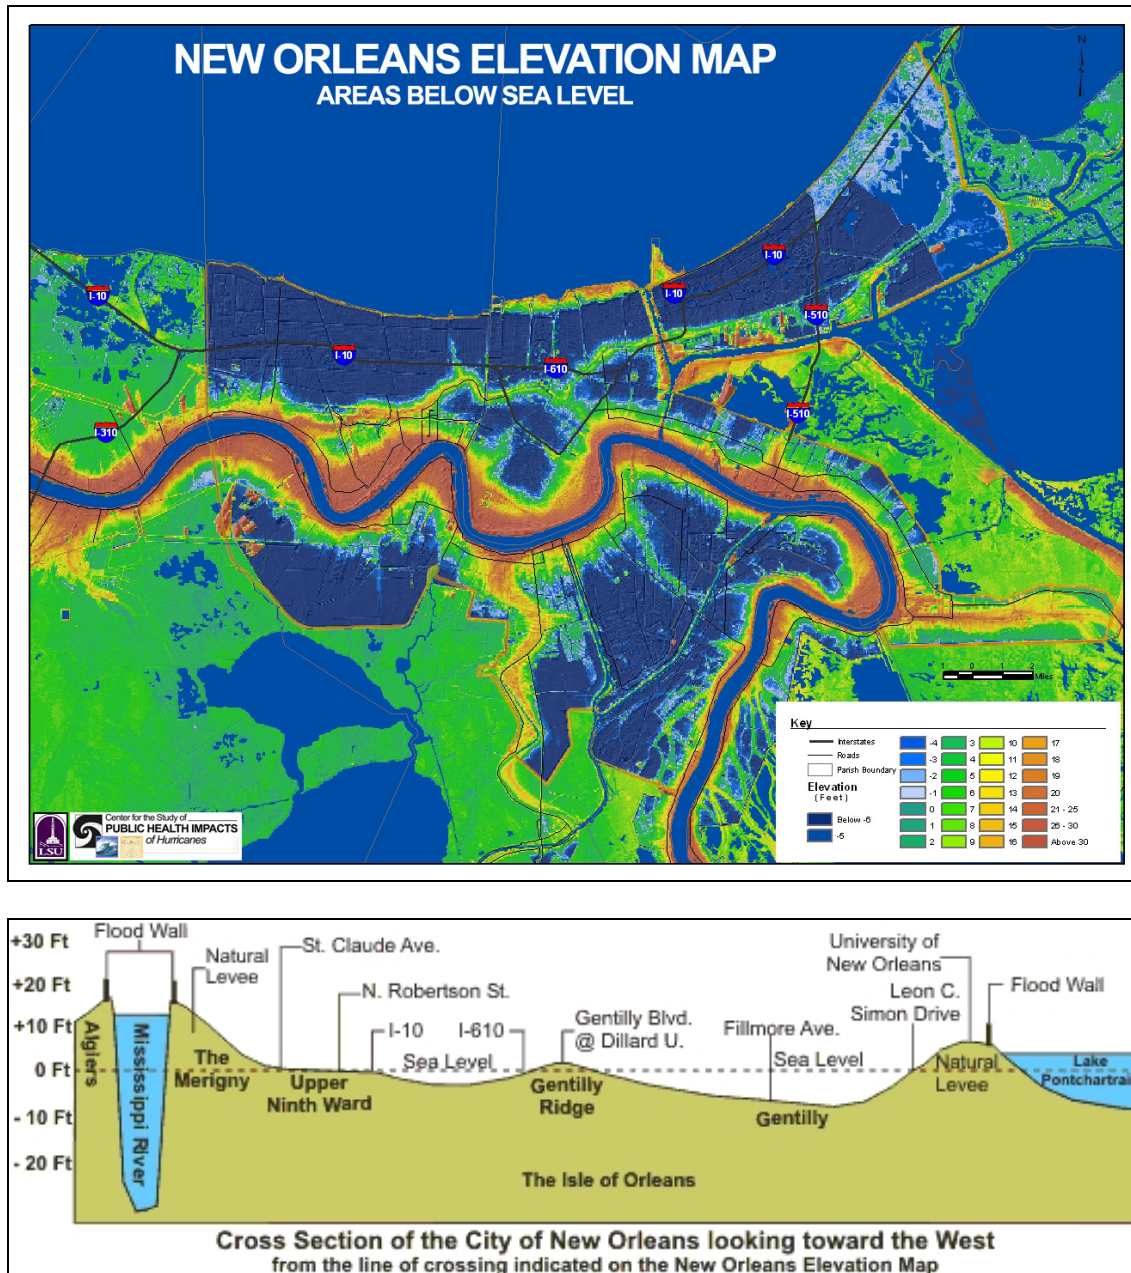 NEW ORLEANS ELEVATION MAP
AREAS BELOW SEA LEVEL
N
I-10
I-10
I-10
I-510
I-10
I-610
I-510
I-310
1 0 1 2
Miles
Key
Interstates
Roads
Parish Boundary
Elevation
(Feet)
Below -6
-5
-4
-3
-2
-1
0
1
2
3
4
5
6
7
8
9
10
11
12
13
14
15
16
17
18
19
20
21 - 25
26 - 30
Above 30
LSU
Center for the Study of
PUBLIC HEALTH IMPACTS
of Hurricanes
+30 Ft
+20 Ft
+10 Ft
0 Ft
- 10 Ft
- 20 Ft
Flood Wall
Natural
Levee
St. Claude Ave.
N. Robertson St.
I-10
I-610
Sea Level
Gentilly Blvd.
@ Dillard U.
Fillmore Ave.
Sea Level
University of
New Orleans
Leon C.
Simon Drive
Flood Wall
Algiers
Mississippi River
The
Merigny
Upper
Ninth Ward
Gentilly
Ridge
Gentilly
Natural
Levee
Lake
Pontchartrai
The Isle of Orleans
Cross Section of the City of New Orleans looking toward the West
from the line of crossing indicated on the New Orleans Elevation Map